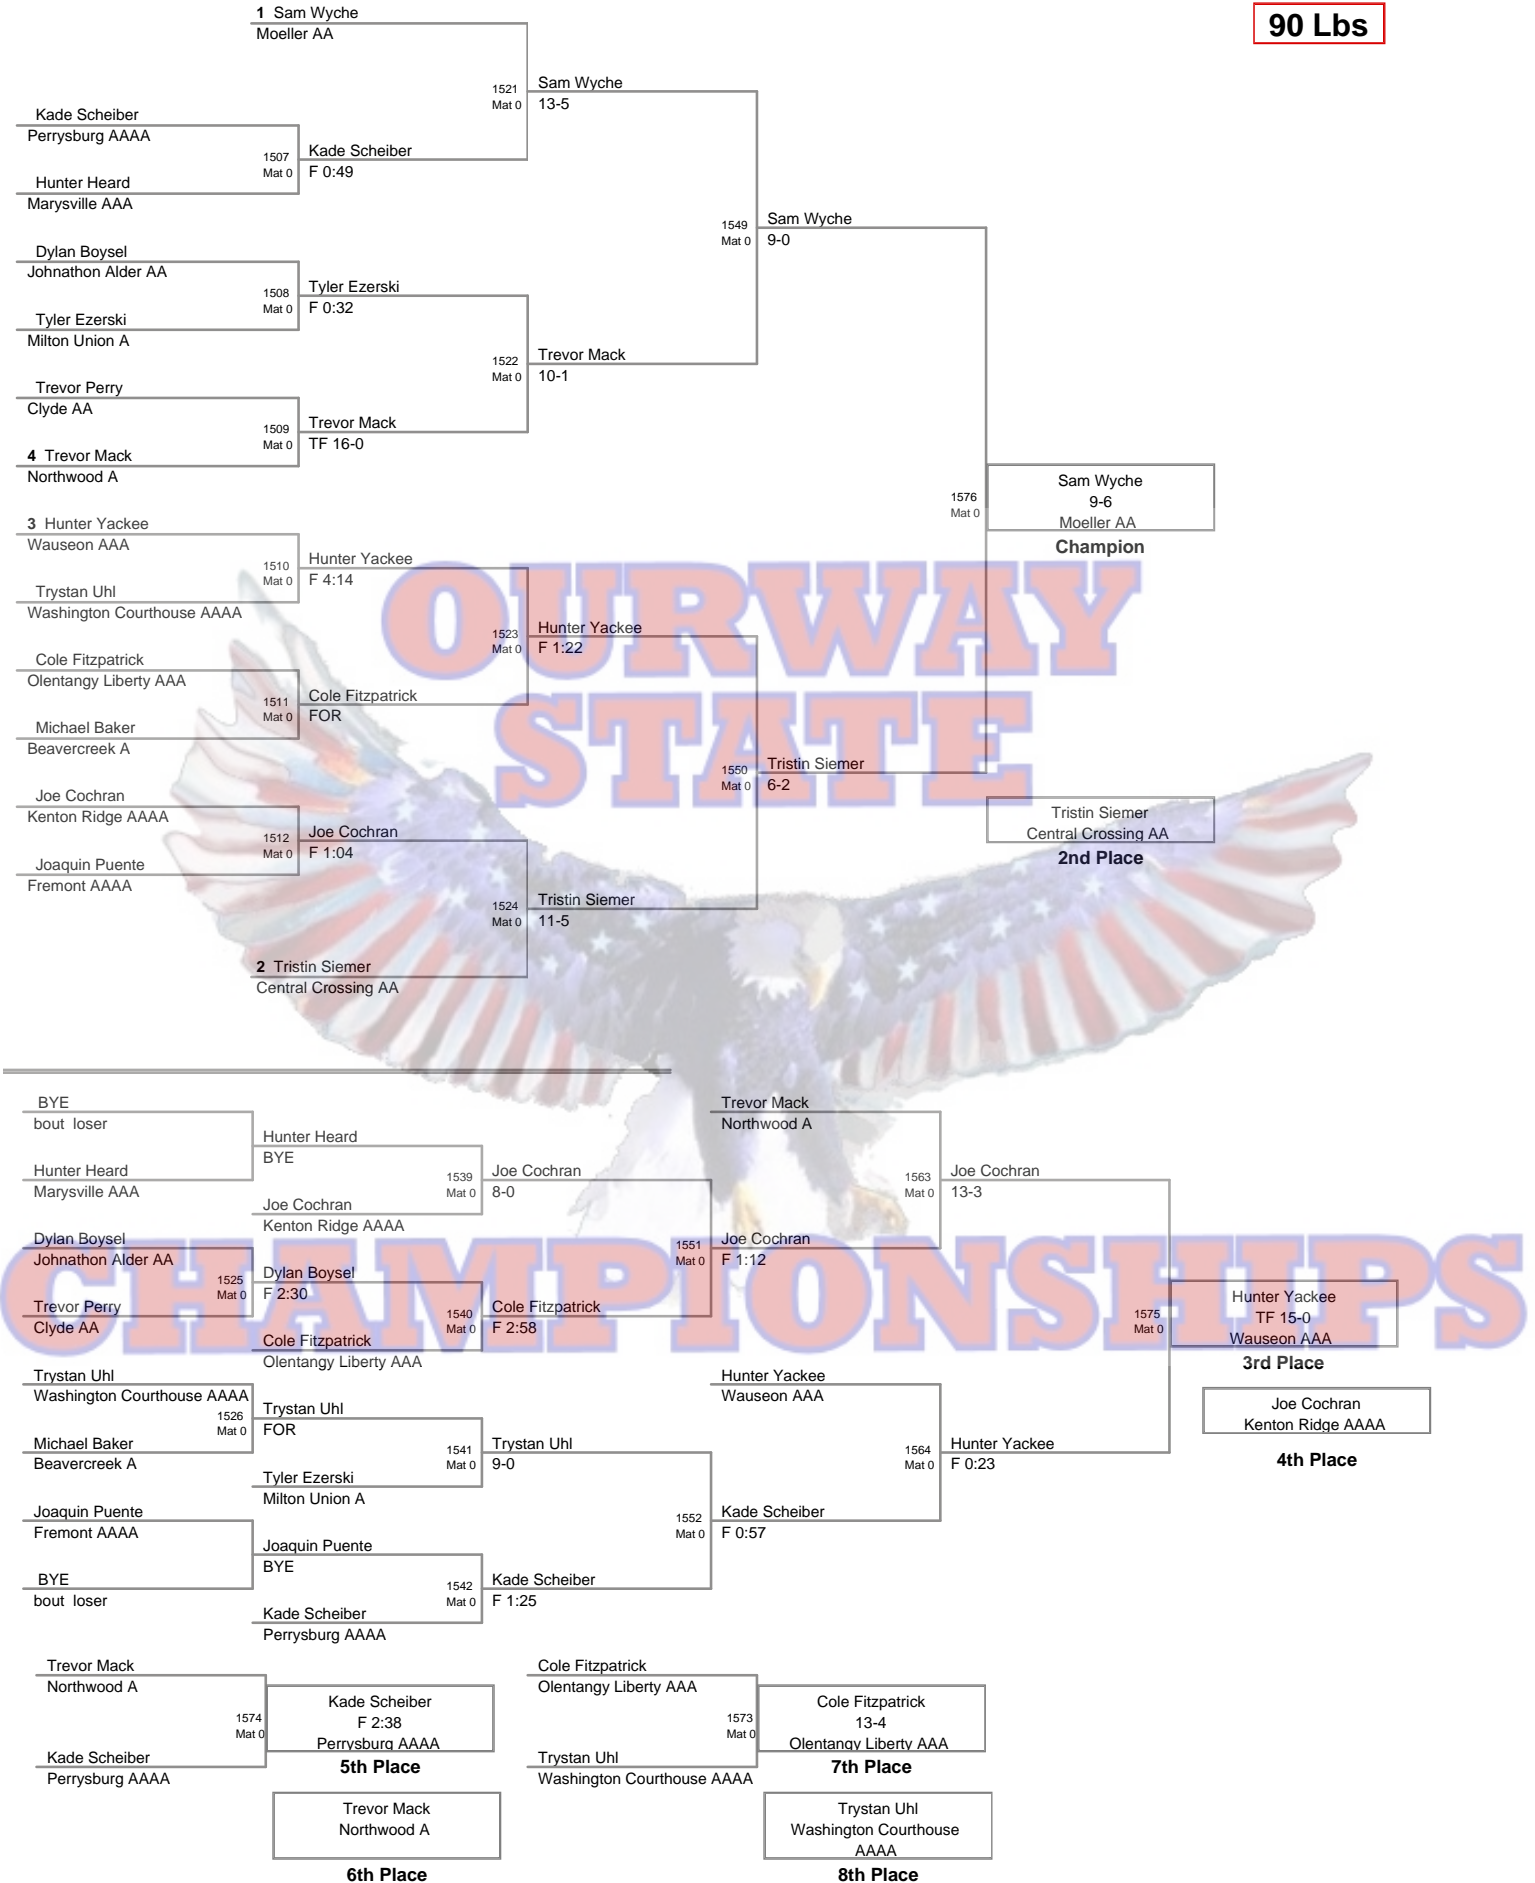 90 Lbs
1 Sam Wyche
Moeller AA
1521
Mat 0
Sam Wyche
13-5
Kade Scheiber
Perrysburg AAAA
1507
Mat 0
Kade Scheiber
F 0:49
Hunter Heard
Marysville AAA
1549
Mat 0
Sam Wyche
9-0
Dylan Boysel
Johnathon Alder AA
1508
Mat 0
Tyler Ezerski
F 0:32
Tyler Ezerski
Milton Union A
1522
Mat 0
Trevor Mack
10-1
Trevor Perry
Clyde AA
1509
Mat 0
Trevor Mack
TF 16-0
4 Trevor Mack
Northwood A
1576
Mat 0
Sam Wyche
9-6
Moeller AA
Champion
3 Hunter Yackee
Wauseon AAA
1510
Mat 0
Hunter Yackee
F 4:14
Trystan Uhl
Washington Courthouse AAAA
OURWAY
STATE
1523
Mat 0
Hunter Yackee
F 1:22
Cole Fitzpatrick
Olentangy Liberty AAA
1511
Mat 0
Cole Fitzpatrick
FOR
Michael Baker
Beavercreek A
1550
Mat 0
Tristin Siemer
6-2
Joe Cochran
Kenton Ridge AAAA
Tristin Siemer
Central Crossing AA
2nd Place
1512
Mat 0
Joe Cochran
F 1:04
Joaquin Puente
Fremont AAAA
1524
Mat 0
Tristin Siemer
11-5
2 Tristin Siemer
Central Crossing AA
BYE
bout loser
Hunter Heard
BYE
Hunter Heard
Marysville AAA
1539
Mat 0
Joe Cochran
8-0
Joe Cochran
Kenton Ridge AAAA
Trevor Mack
Northwood A
1563
Mat 0
Joe Cochran
13-3
CHAMPIONSHIPS
Dylan Boysel
Johnathon Alder AA
1525
Mat 0
Dylan Boysel
F 2:30
Trevor Perry
Clyde AA
1551
Mat 0
Joe Cochran
F 1:12
1540
Mat 0
Cole Fitzpatrick
F 2:58
Cole Fitzpatrick
Olentangy Liberty AAA
1575
Mat 0
Hunter Yackee
TF 15-0
Wauseon AAA
3rd Place
Joe Cochran
Kenton Ridge AAAA
4th Place
Trystan Uhl
Washington Courthouse AAAA
1526
Mat 0
Trystan Uhl
FOR
Michael Baker
Beavercreek A
1541
Mat 0
Trystan Uhl
9-0
Tyler Ezerski
Milton Union A
Hunter Yackee
Wauseon AAA
1564
Mat 0
Hunter Yackee
F 0:23
Joaquin Puente
Fremont AAAA
Joaquin Puente
BYE
BYE
bout loser
1552
Mat 0
Kade Scheiber
F 0:57
1542
Mat 0
Kade Scheiber
F 1:25
Kade Scheiber
Perrysburg AAAA
Trevor Mack
Northwood A
1574
Mat 0
Kade Scheiber
F 2:38
Perrysburg AAAA
5th Place
Kade Scheiber
Perrysburg AAAA
Trevor Mack
Northwood A
6th Place
Cole Fitzpatrick
Olentangy Liberty AAA
1573
Mat 0
Cole Fitzpatrick
13-4
Olentangy Liberty AAA
7th Place
Trystan Uhl
Washington Courthouse AAAA
Trystan Uhl
Washington Courthouse
AAAA
8th Place